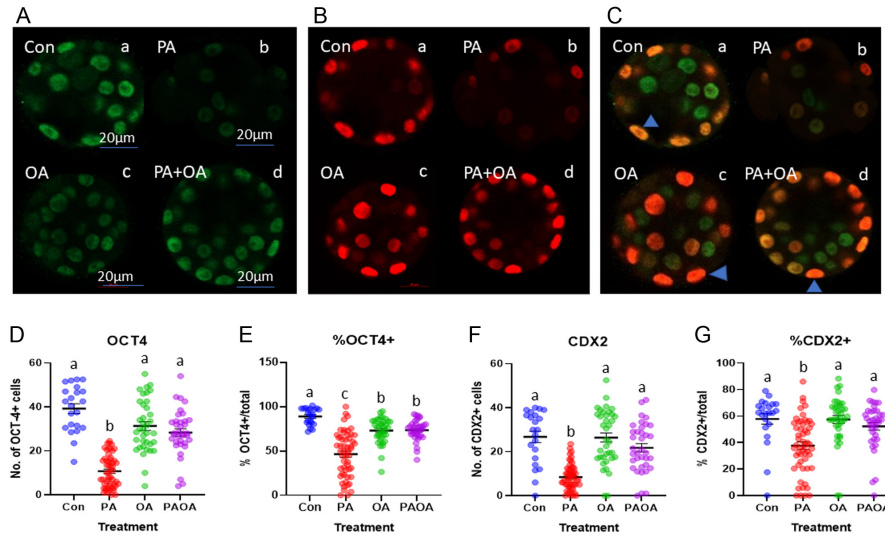 A
B
C
Con a PA b
20μm
20μm
OA c PA+OA d
20μm
20μm
Con a PA b
OA c PA+OA d
Con a PA b
OA c PA+OA d
D
OCT4
a
b
a
a
No. of OCT 4+ cells
60
40
20
0
Con PA OA PAOA
Treatment
E
%OCT4+
a
c
b
b
% OCT4+/total
150
100
50
0
Con PA OA PAOA
Treatment
F
CDX2
a
b
a
a
No. of CDX2+ cells
60
40
20
0
Con PA OA PAOA
Treatment
G
%CDX2+
a
b
a
a
% CDX2+/total
100
80
60
40
20
0
Con PA OA PAOA
Treatment